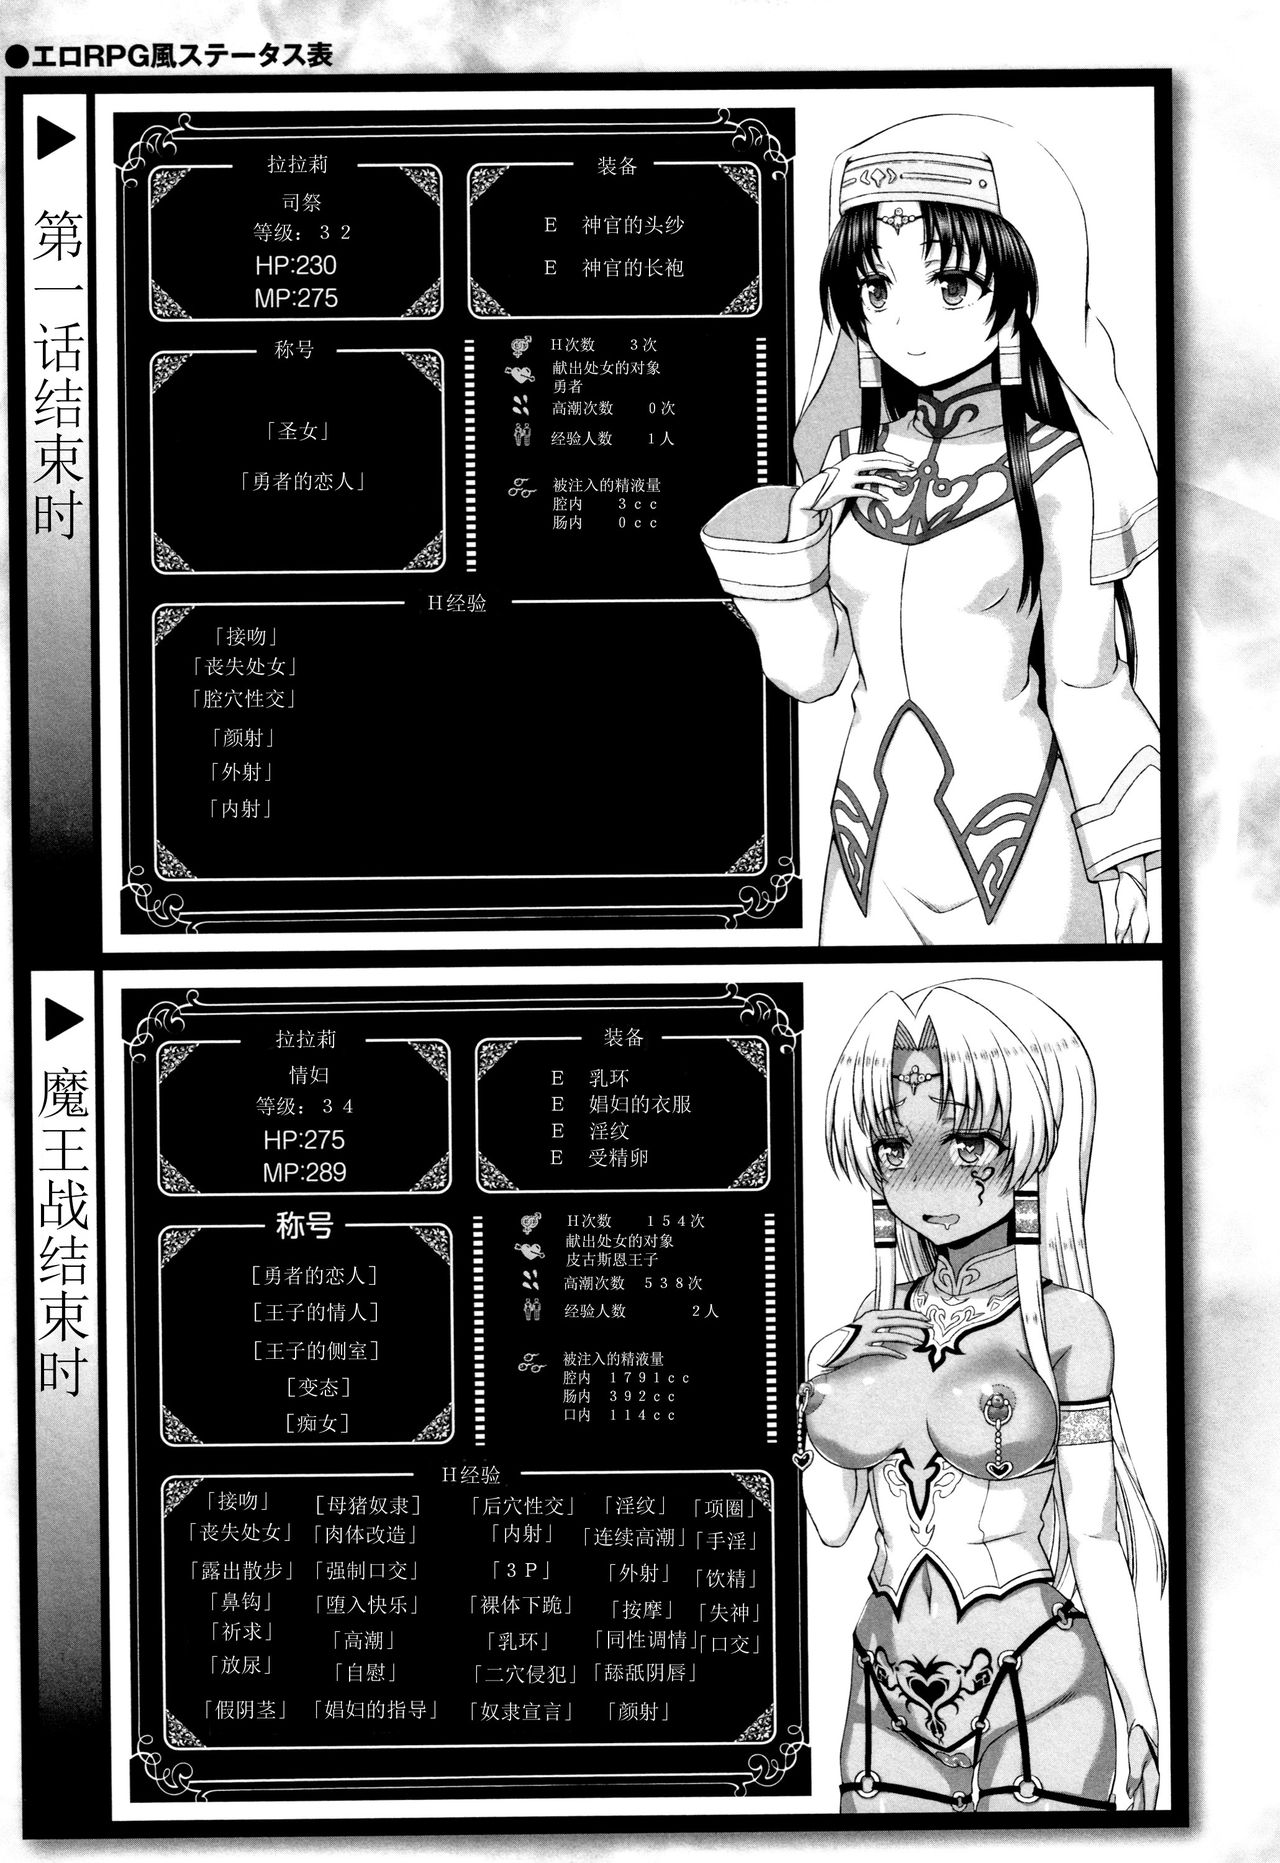 ●エロRPG風ステータス表
▶ 第一话结束时
拉拉莉
司祭
等级：３２
HP:230
MP:275
装备
E 神官的头纱
E 神官的长袍
称号
「圣女」
「勇者的恋人」
H次数 3次
献出处女的对象
勇者
高潮次数 0次
经验人数 1人
被注入的精液量
腔内 3cc
肠内 0cc
H经验
「接吻」
「丧失处女」
「腔穴性交」
「颜射」
「外射」
「内射」
▶ 魔王战结束时
拉拉莉
情妇
等级：３４
HP:275
MP:289
装备
E 乳环
E 娼妇的衣服
E 淫纹
E 受精卵
称号
[勇者的恋人]
[王子的情人]
[王子的侧室]
[变态]
[痴女]
H次数 154次
献出处女的对象
皮古斯恩王子
高潮次数 538次
经验人数 2人
被注入的精液量
腔内 1791cc
肠内 392cc
口内 114cc
H经验
「接吻」 [母猪奴隶] 「后穴性交」 「淫纹」 「项圈」
「丧失处女」 「肉体改造」 「内射」 「连续高潮」 「手淫」
「露出散步」 「强制口交」 「3P」 「外射」 「饮精」
「鼻钩」 「堕入快乐」 「裸体下跪」 「按摩」 「失神」
「祈求」 「高潮」 「乳环」 「同性调情」 「口交」
「放尿」 「自慰」 「二穴侵犯」 「舔舐阴唇」
「假阴茎」 「娼妇的指导」 「奴隶宣言」 「颜射」